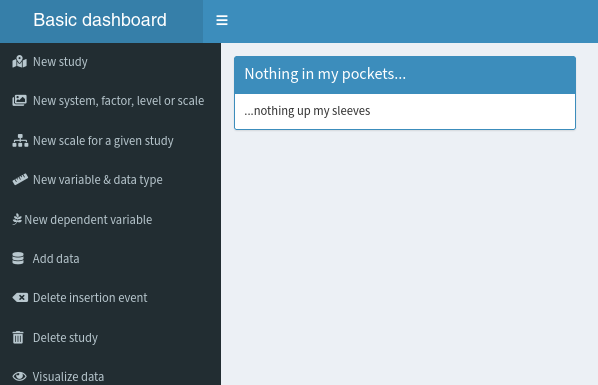 Basic dashboard
New study
New system, factor, level or scale
New scale for a given study
New variable & data type
New dependent variable
Add data
Delete insertion event
Delete study
Visualize data
Nothing in my pockets...
...nothing up my sleeves